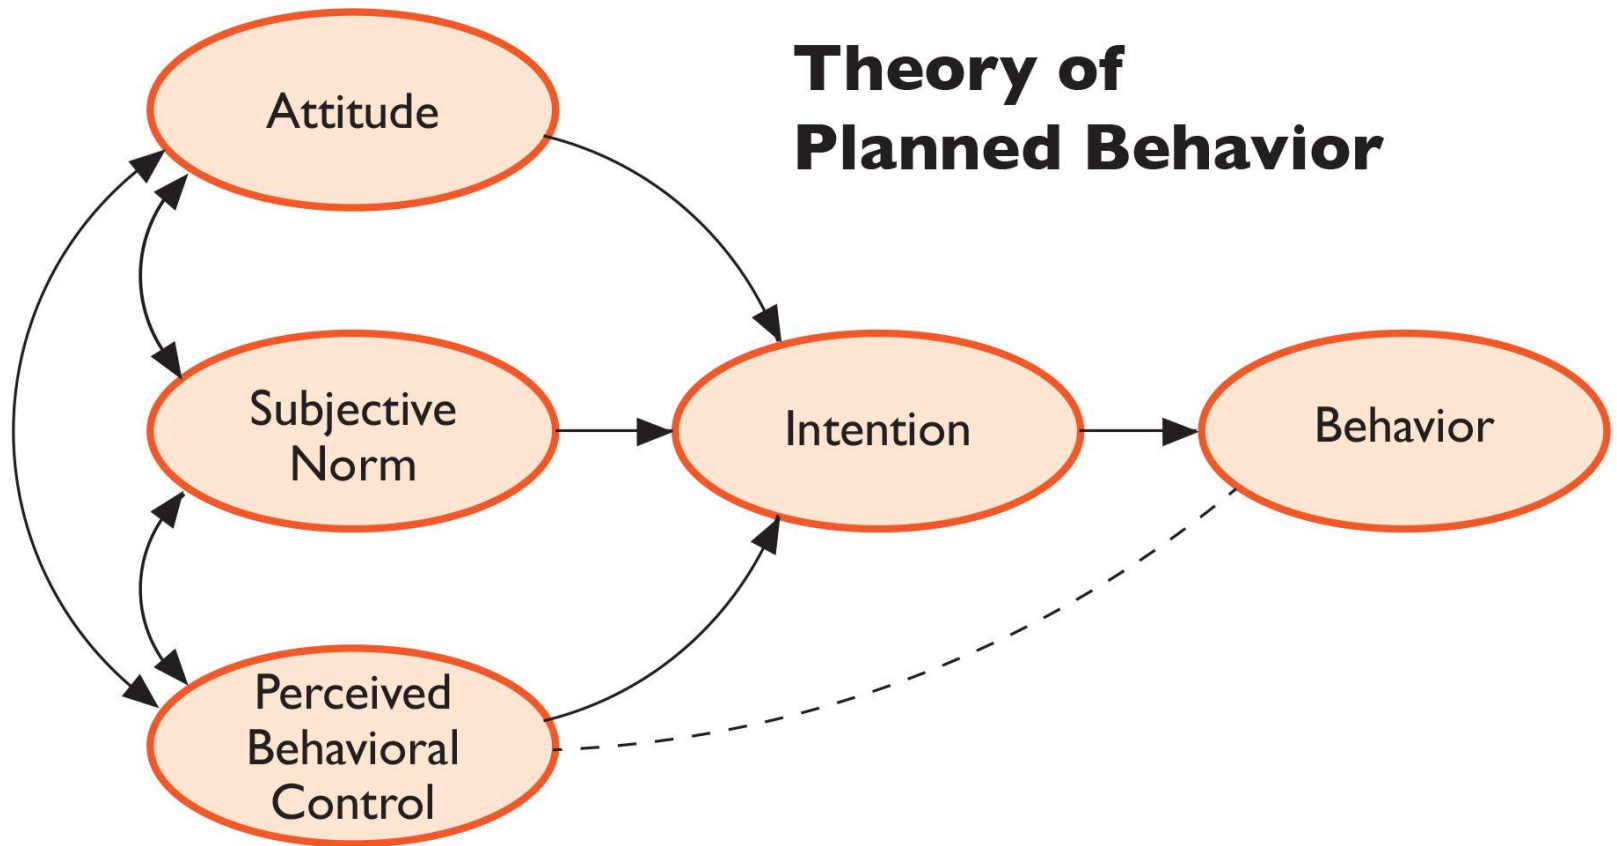 Theory of
Planned Behavior
Attitude
Subjective
Norm
Intention
Behavior
Perceived
Behavioral
Control